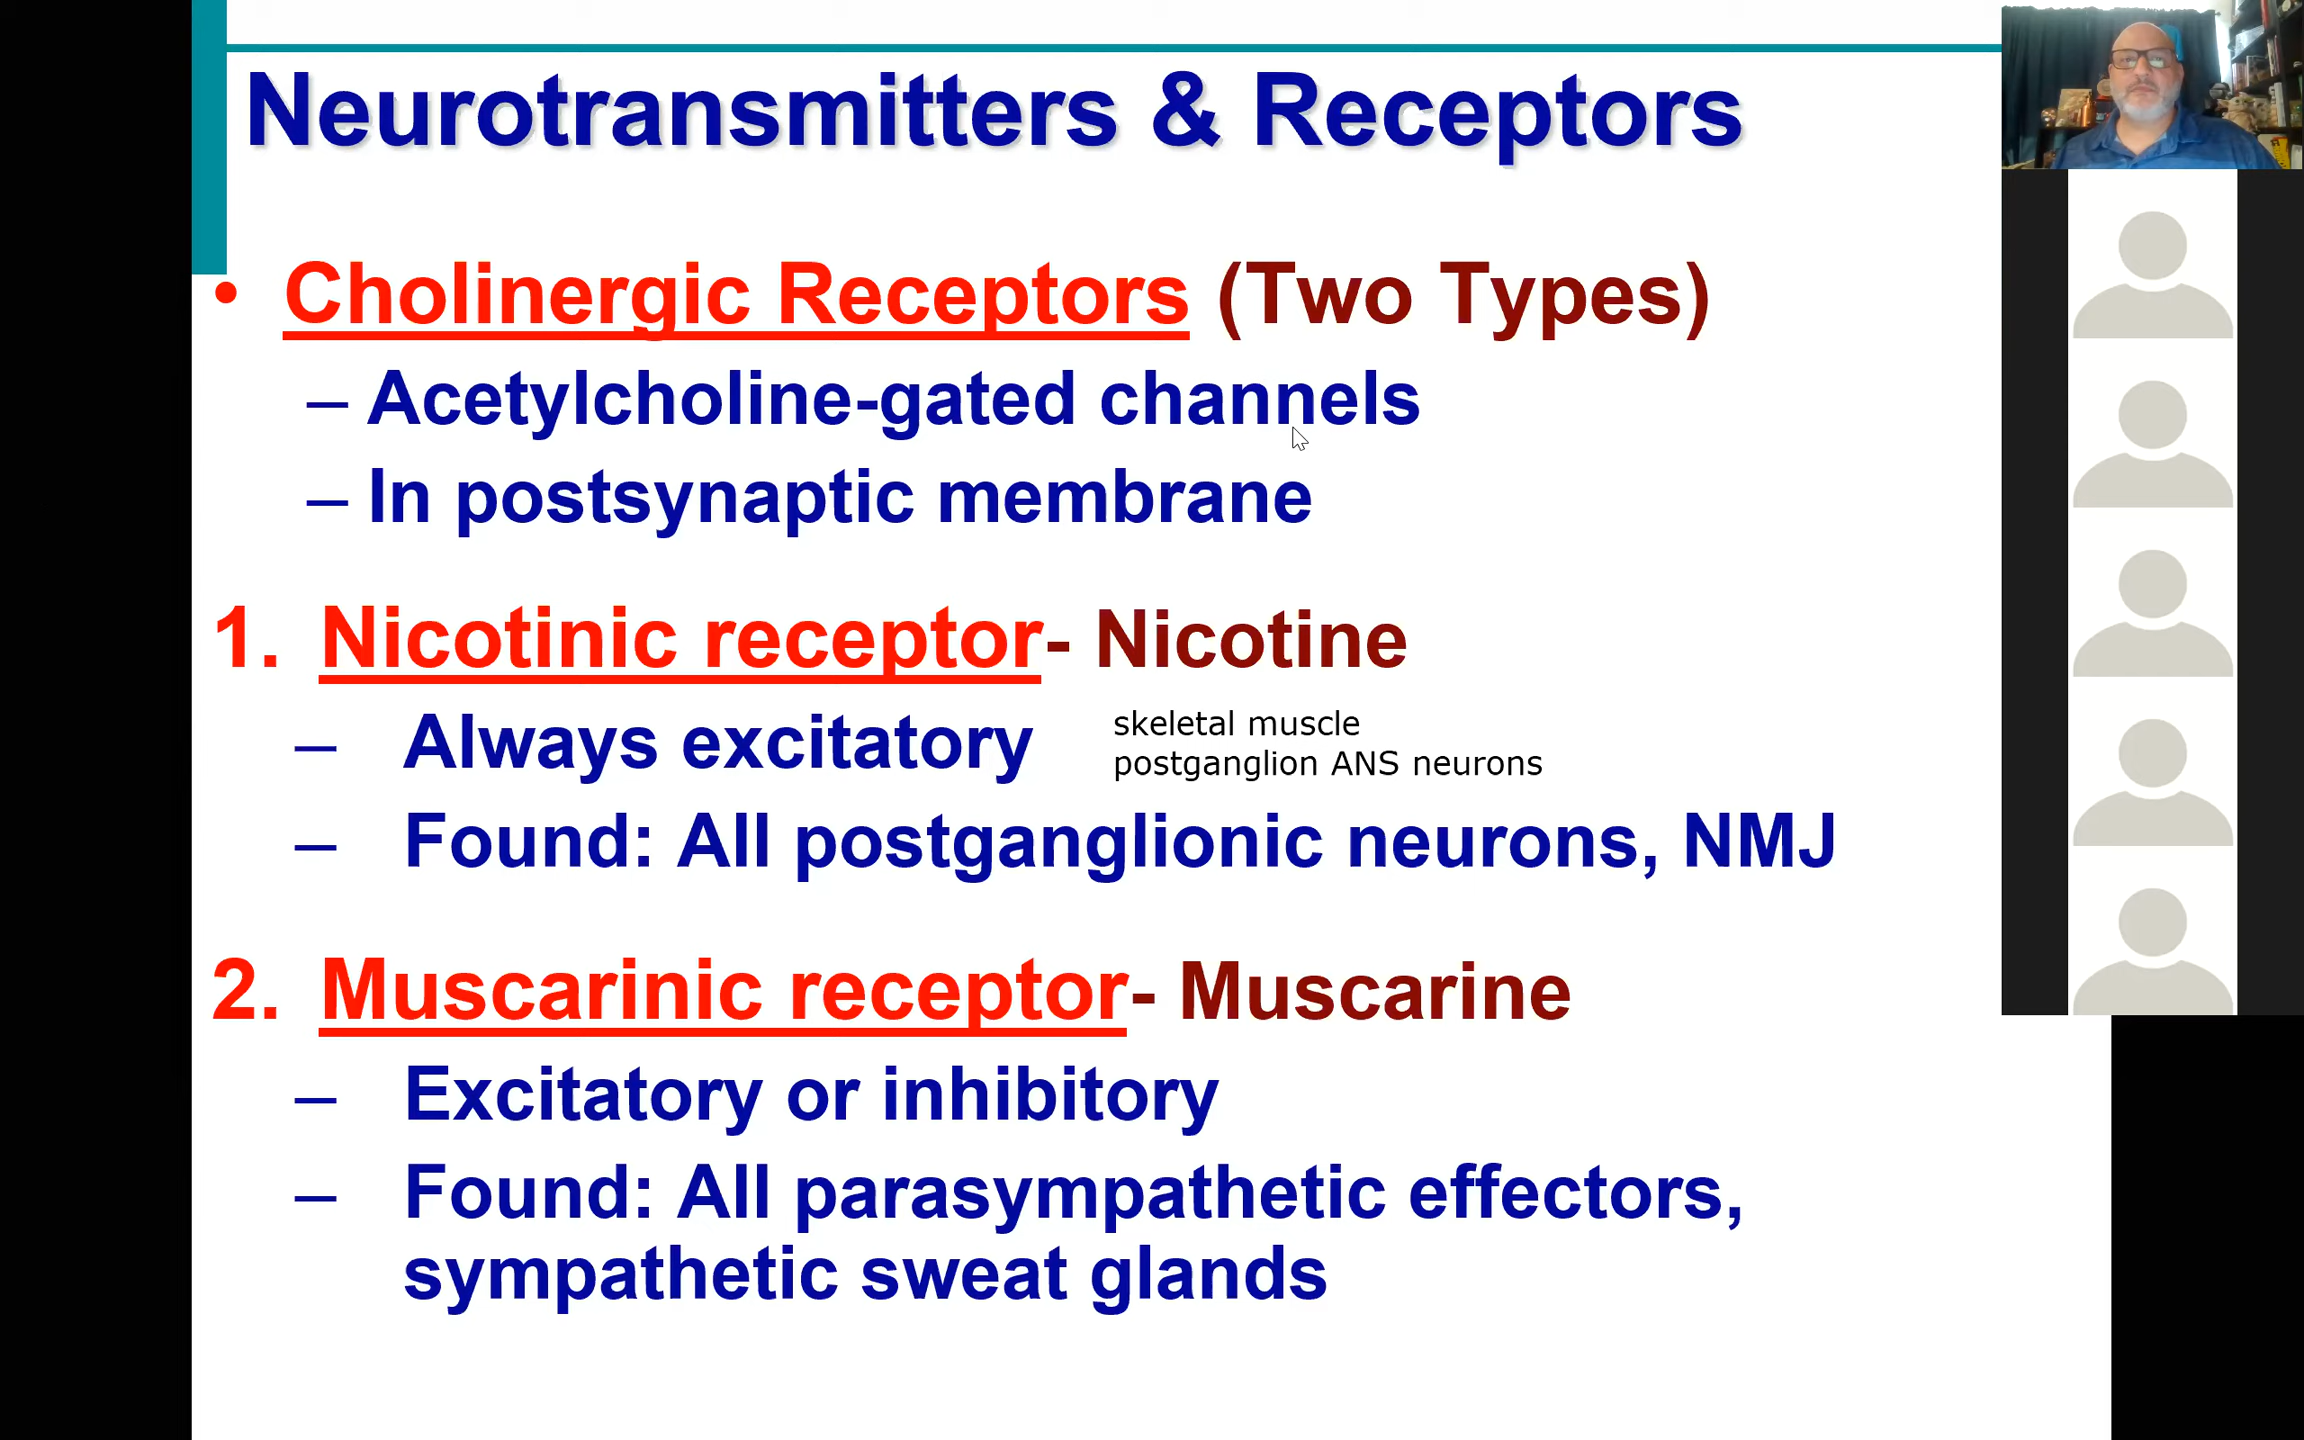 Neurotransmitters & Receptors
• Cholinergic Receptors (Two Types)
– Acetylcholine-gated channels
– In postsynaptic membrane
1. Nicotinic receptor- Nicotine
– Always excitatory
skeletal muscle
postganglion ANS neurons
– Found: All postganglionic neurons, NMJ
2. Muscarinic receptor- Muscarine
– Excitatory or inhibitory
– Found: All parasympathetic effectors,
sympathetic sweat glands